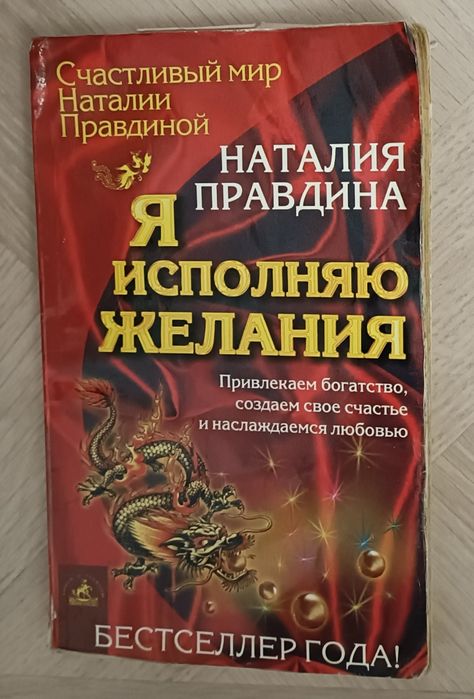 Счастливый мир
Наталии
Правдиной
НАТАЛИЯ
ПРАВДИНА
Я
ИСПОЛНЯЮ
ЖЕЛАНИЯ
Привлекаем богатство,
создаем свое счастье
и наслаждаемся любовью
БЕСТСЕЛЛЕР ГОДА!